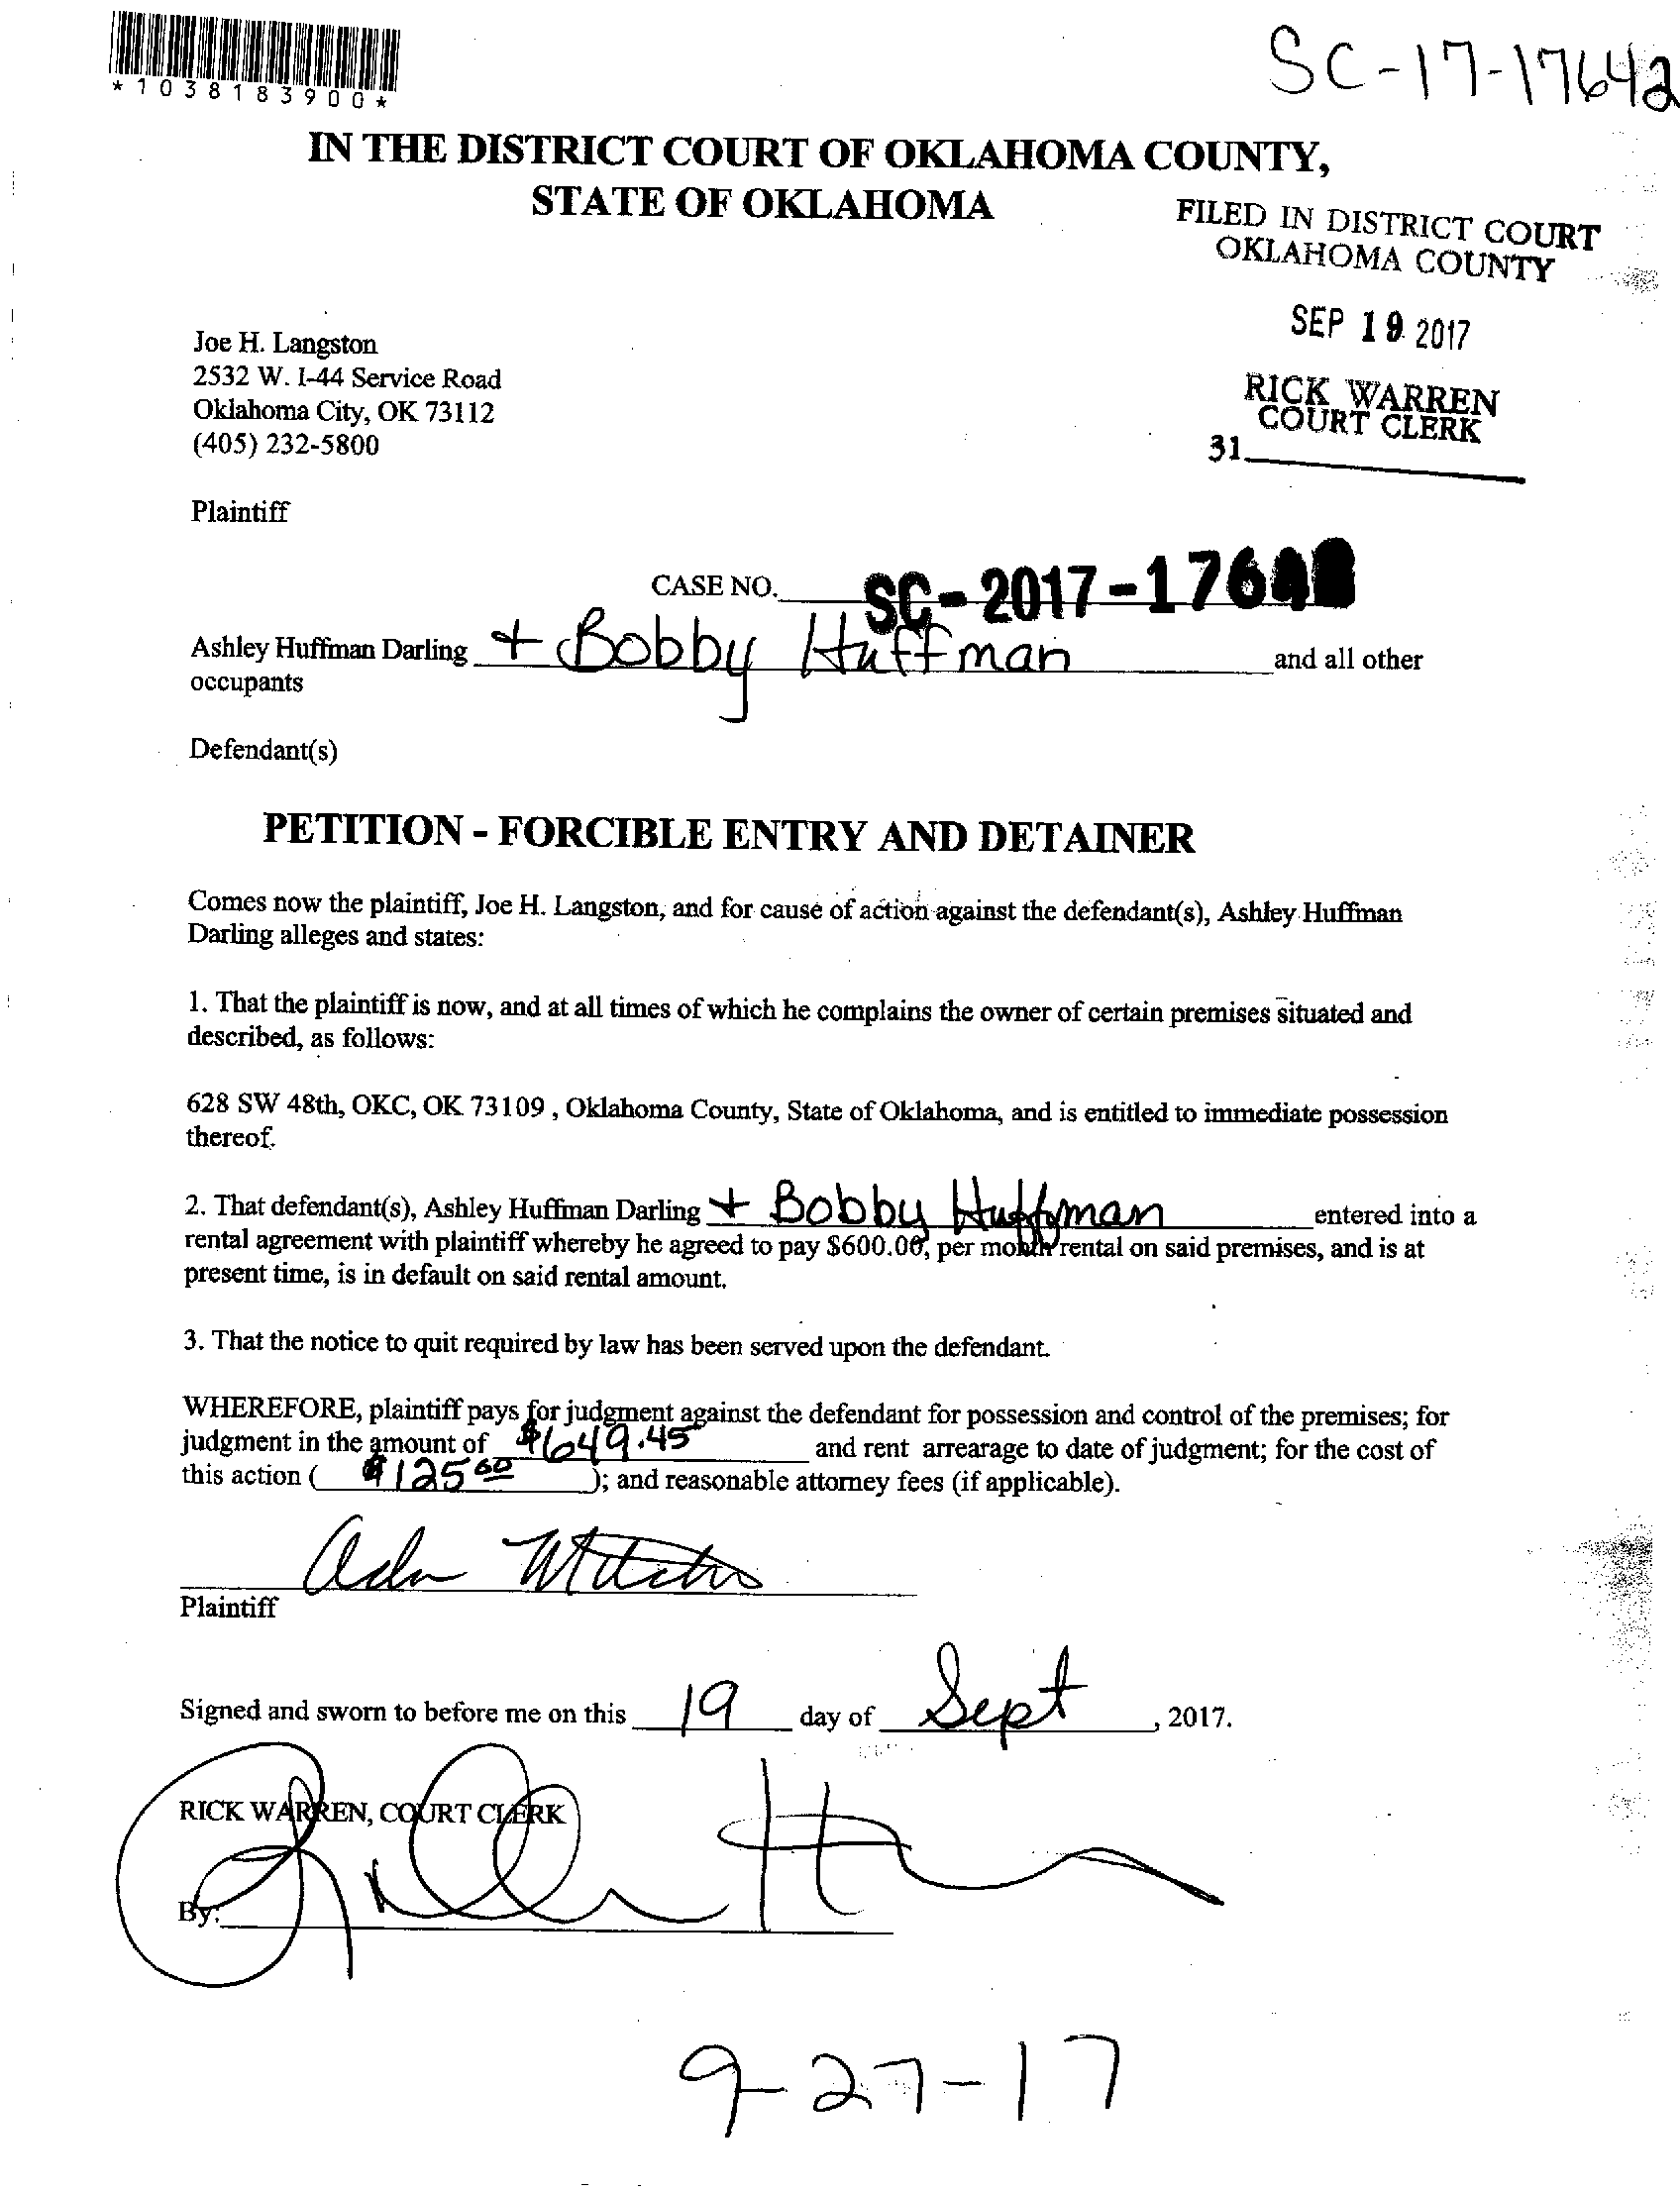 *1038183900*
SC-17-17642
IN THE DISTRICT COURT OF OKLAHOMA COUNTY,
STATE OF OKLAHOMA
FILED IN DISTRICT COURT
OKLAHOMA COUNTY
SEP 19 2017
RICK WARREN
COURT CLERK
31
Joe H. Langston
2532 W. I-44 Service Road
Oklahoma City, OK 73112
(405) 232-5800
Plaintiff
CASE NO. SC-2017-17642
Ashley Huffman Darling + Bobby Huffman and all other
occupants
Defendant(s)
PETITION - FORCIBLE ENTRY AND DETAINER
Comes now the plaintiff, Joe H. Langston, and for cause of action against the defendant(s), Ashley Huffman
Darling alleges and states:
1. That the plaintiff is now, and at all times of which he complains the owner of certain premises situated and
described, as follows:
628 SW 48th, OKC, OK 73109 , Oklahoma County, State of Oklahoma, and is entitled to immediate possession
thereof.
2. That defendant(s), Ashley Huffman Darling + Bobby Huffman entered into a
rental agreement with plaintiff whereby he agreed to pay $600.00, per month rental on said premises, and is at
present time, is in default on said rental amount.
3. That the notice to quit required by law has been served upon the defendant.
WHEREFORE, plaintiff pays for judgment against the defendant for possession and control of the premises; for
judgment in the amount of $649.45 and rent arrearage to date of judgment; for the cost of
this action ( $125 60 ); and reasonable attorney fees (if applicable).
Plaintiff
Signed and sworn to before me on this 19 day of Sept, 2017.
RICK WARREN, COURT CLERK
By:
9-27-17